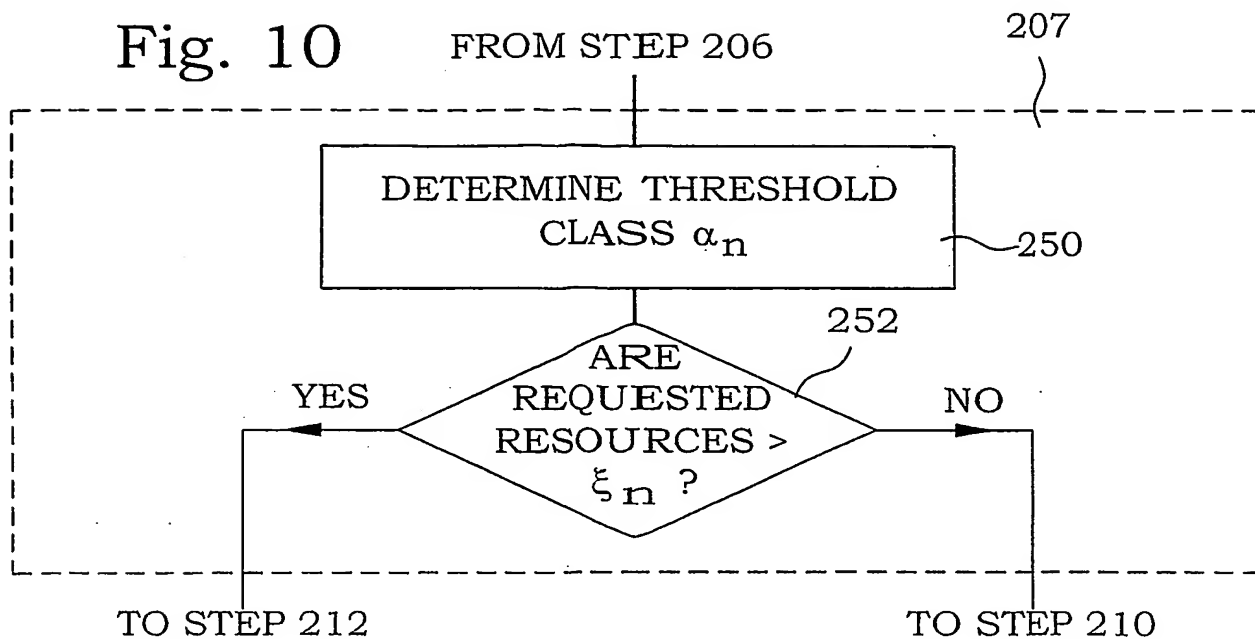 Fig. 10
FROM STEP 206
207
DETERMINE THRESHOLD
CLASS αn
250
252
ARE
REQUESTED
RESOURCES >
ξn ?
YES
NO
TO STEP 212
TO STEP 210